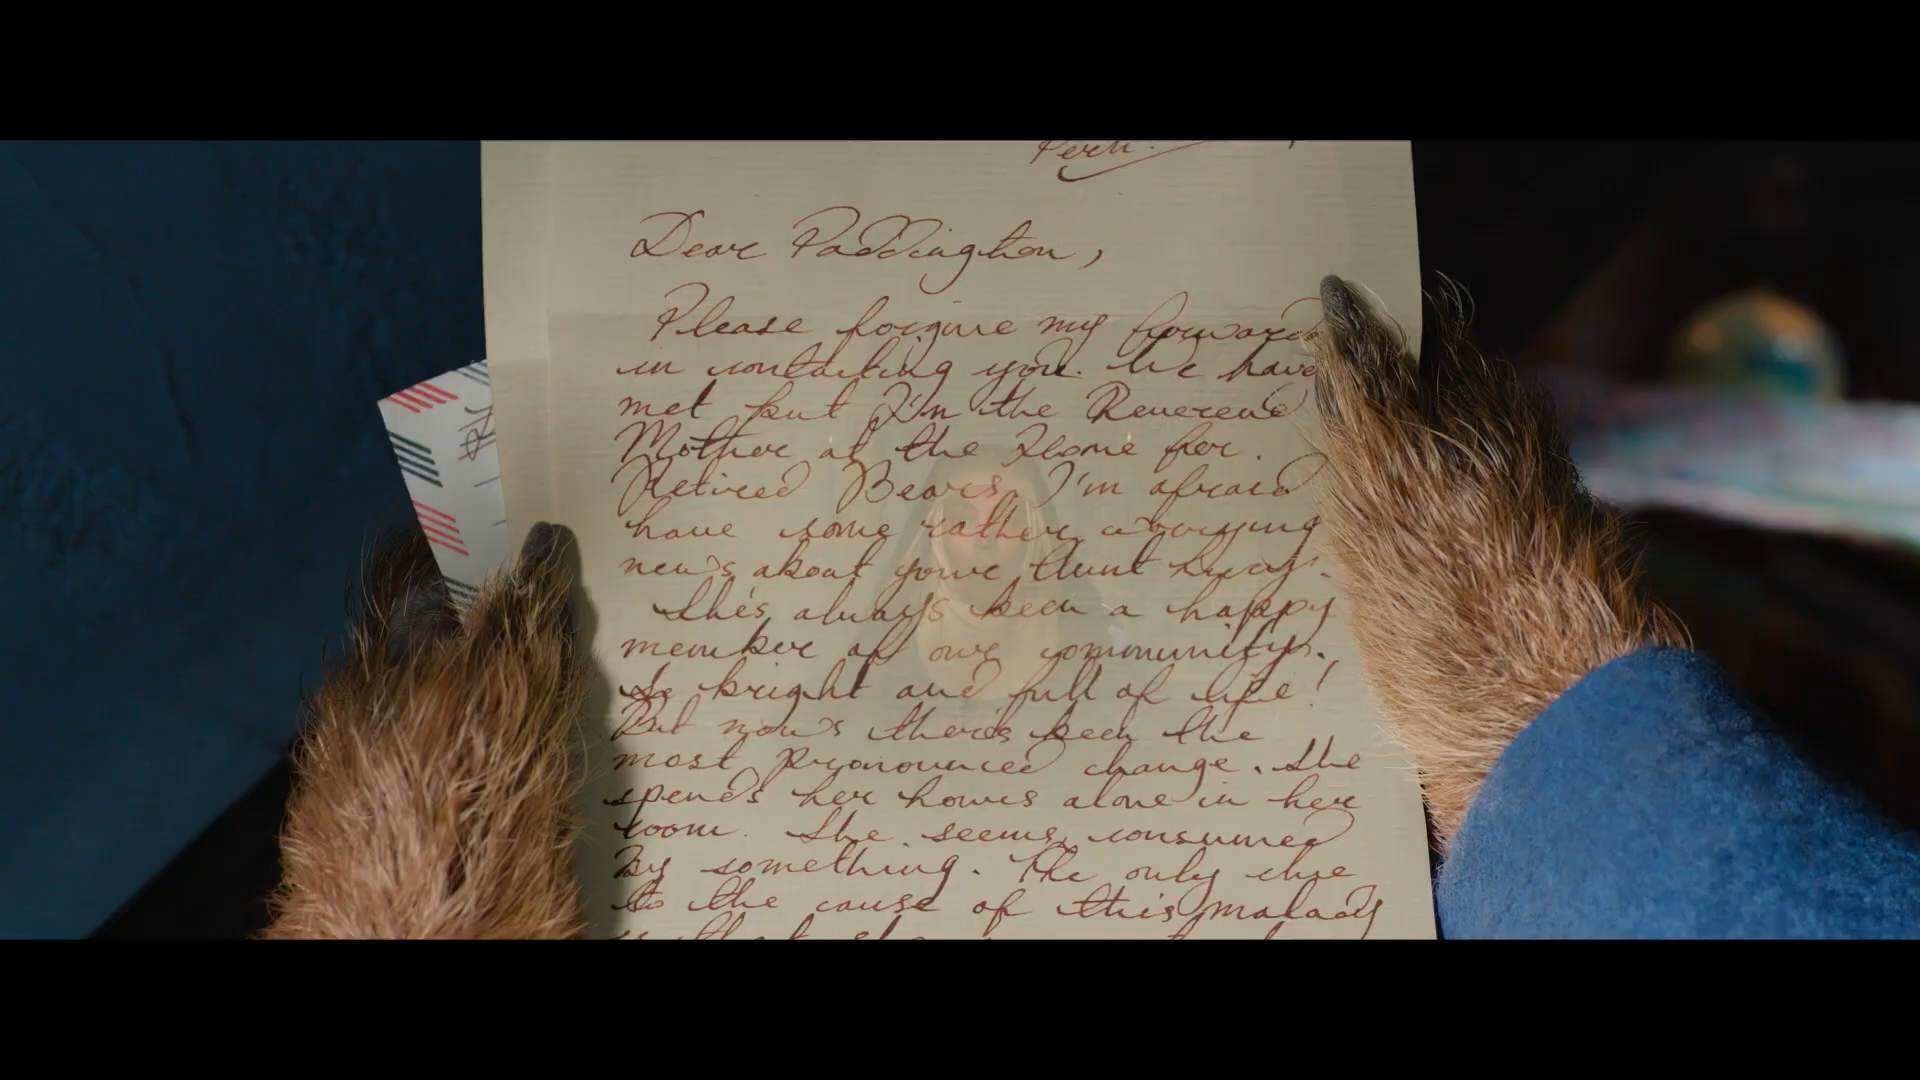 Dear Paddington,
Please forgive my forward
in contacting you. We have
met but I'm the Reverend
Mother at the Home for
Retired Bears. I'm afraid
have some rather worrying
news about your Aunt Lucy.
She's always been a happy
member of our community.
So bright and full of life!
But now there's been the
most pronounced change. She
spends her hours alone in her
room. She seems consumed
by something. The only clue
to the cause of this malady